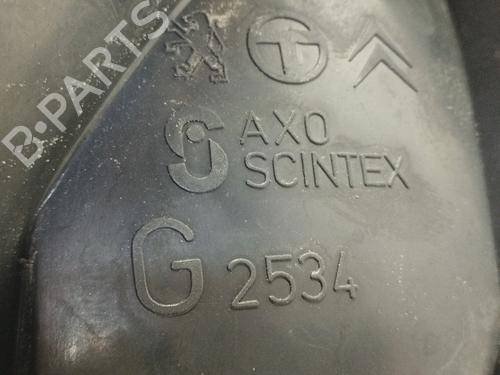 B-PARTS
AXO
SCINTEX
G 2534